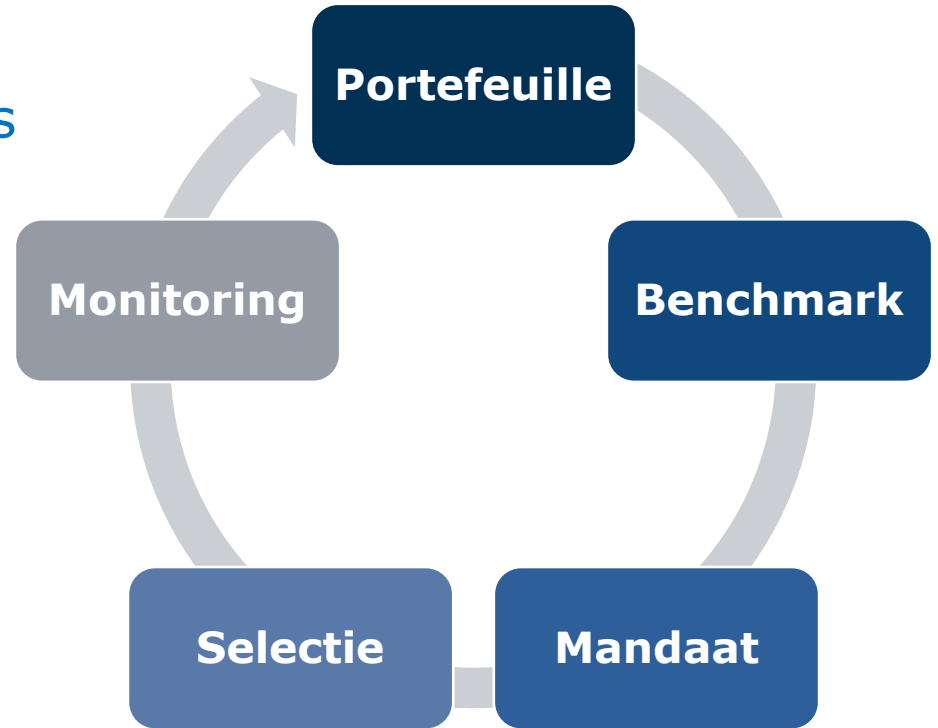 s
Portefeuille
Benchmark
Mandaat
Selectie
Monitoring